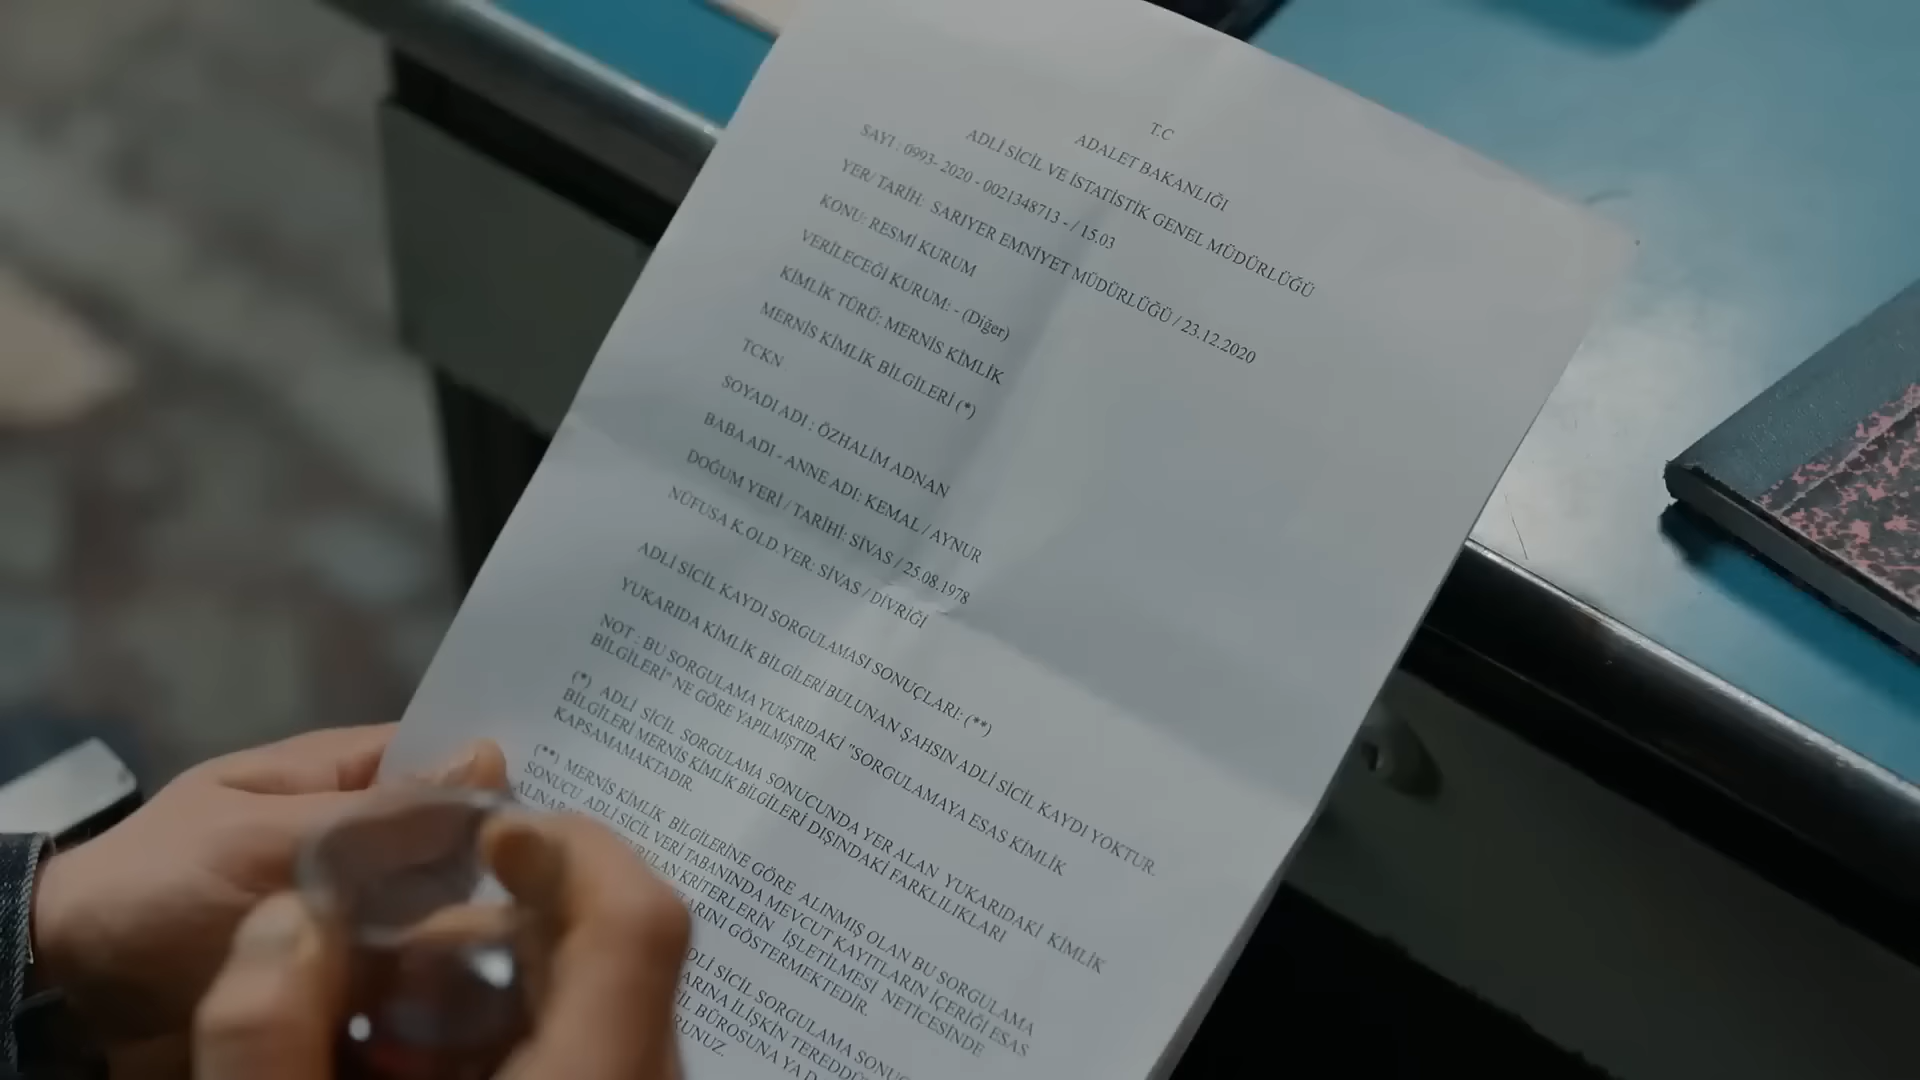 T.C
ADALET BAKANLIĞI
ADLİ SİCİL VE İSTATİSTİK GENEL MÜDÜRLÜĞÜ
SAYI : 0993- 2020 - 0021348713 - / 15.03
YER/ TARİH: SARIYER EMNİYET MÜDÜRLÜĞÜ / 23.12.2020
KONU: RESMİ KURUM
VERİLECEĞİ KURUM: - (Diğer)
KİMLİK TÜRÜ: MERNİS KİMLİK
MERNİS KİMLİK BİLGİLERİ (*)
TCKN
SOYADI ADI : ÖZHALİM ADNAN
BABA ADI - ANNE ADI: KEMAL / AYNUR
DOĞUM YERİ / TARİHİ: SİVAS / 25.08.1978
NÜFUSA K.OLD.YER: SİVAS / DİVRİĞİ
ADLİ SİCİL KAYDI SORGULAMASI SONUÇLARI: (**)
YUKARIDA KİMLİK BİLGİLERİ BULUNAN ŞAHSIN ADLİ SİCİL KAYDI YOKTUR.
NOT : BU SORGULAMA YUKARIDAKİ "SORGULAMAYA ESAS KİMLİK
BİLGİLERİ" NE GÖRE YAPILMIŞTIR.
(*) ADLİ SİCİL SORGULAMA SONUCUNDA YER ALAN YUKARIDAKİ KİMLİK
BİLGİLERİ MERNİS KİMLİK BİLGİLERİ DIŞINDAKİ FARKLILIKLARI
KAPSAMAMAKTADIR.
(**) MERNİS KİMLİK BİLGİLERİNE GÖRE ALINMIŞ OLAN BU SORGULAMA
SONUCU ADLİ SİCİL VERİ TABANINDA MEVCUT KAYITLARIN İÇERİĞİ ESAS
KRİTERLERİN İŞLETİLMESİ NETİCESİNDE
GÖSTERMEKTEDİR.
SİCİL SORGULAMA
İLİŞKİN
BÜROSUNA YA